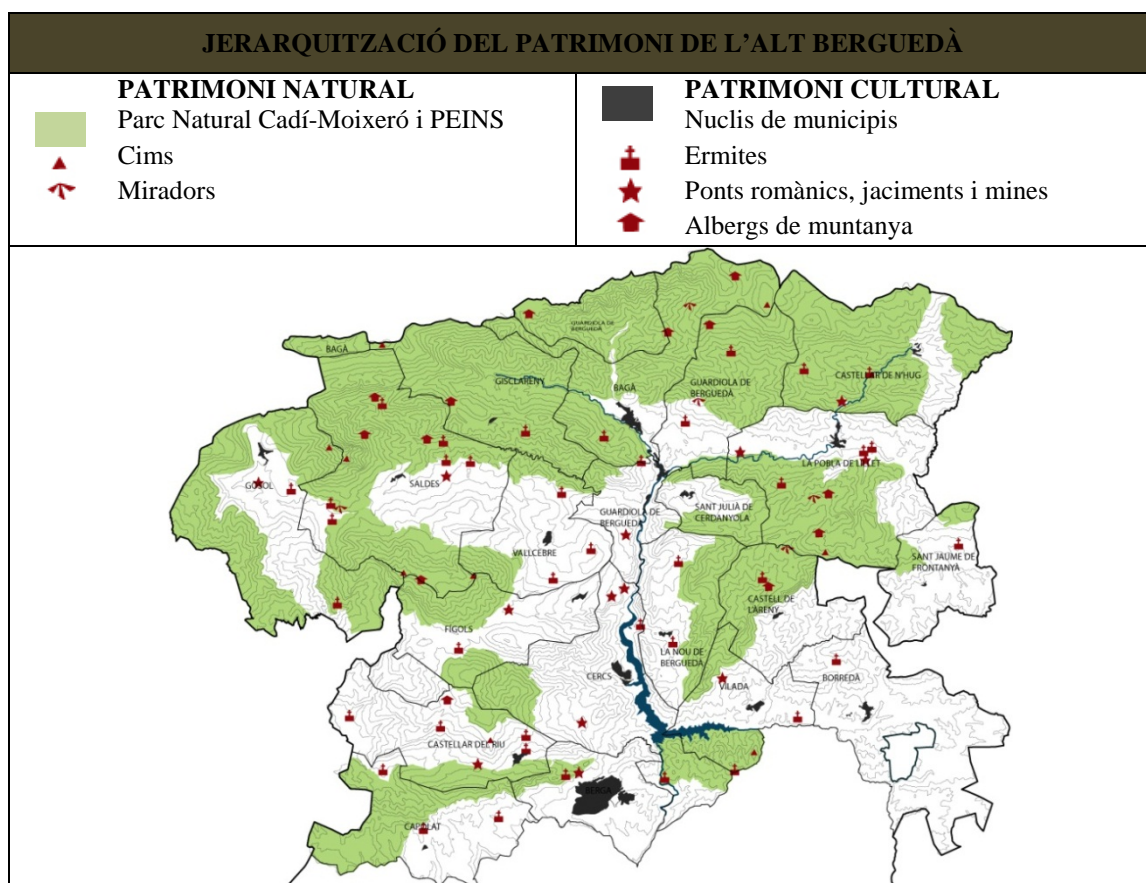 JERARQUITZACIÓ DEL PATRIMONI DE L'ALT BERGUEDÀ
PATRIMONI NATURAL
Parc Natural Cadí-Moixeró i PEINS
Cims
Miradors
PATRIMONI CULTURAL
Nuclis de municipis
Ermites
Ponts romànics, jaciments i mines
Albergs de muntanya
GUARDIOLA DE
BERGUEDÀ
BAGÀ
GISCLARENY
BAGÀ
GUARDIOLA DE
BERGUEDÀ
CASTELLAR DE N'HUG
GÓSOL
SALDES
LA POBLA DE LILLET
GUARDIOLA DE
BERGUEDÀ
SANT JULIÀ DE
CERDANYOLA
VALLCEBRE
SANT JAUME DE
FRONTANYÀ
CASTELL DE
L'ARENY
FÍGOLS
LA NOU DE
BERGUEDÀ
CERCS
VILADA
BORREDÀ
CASTELLAR DEL RIU
BERGA
CAPOLAT